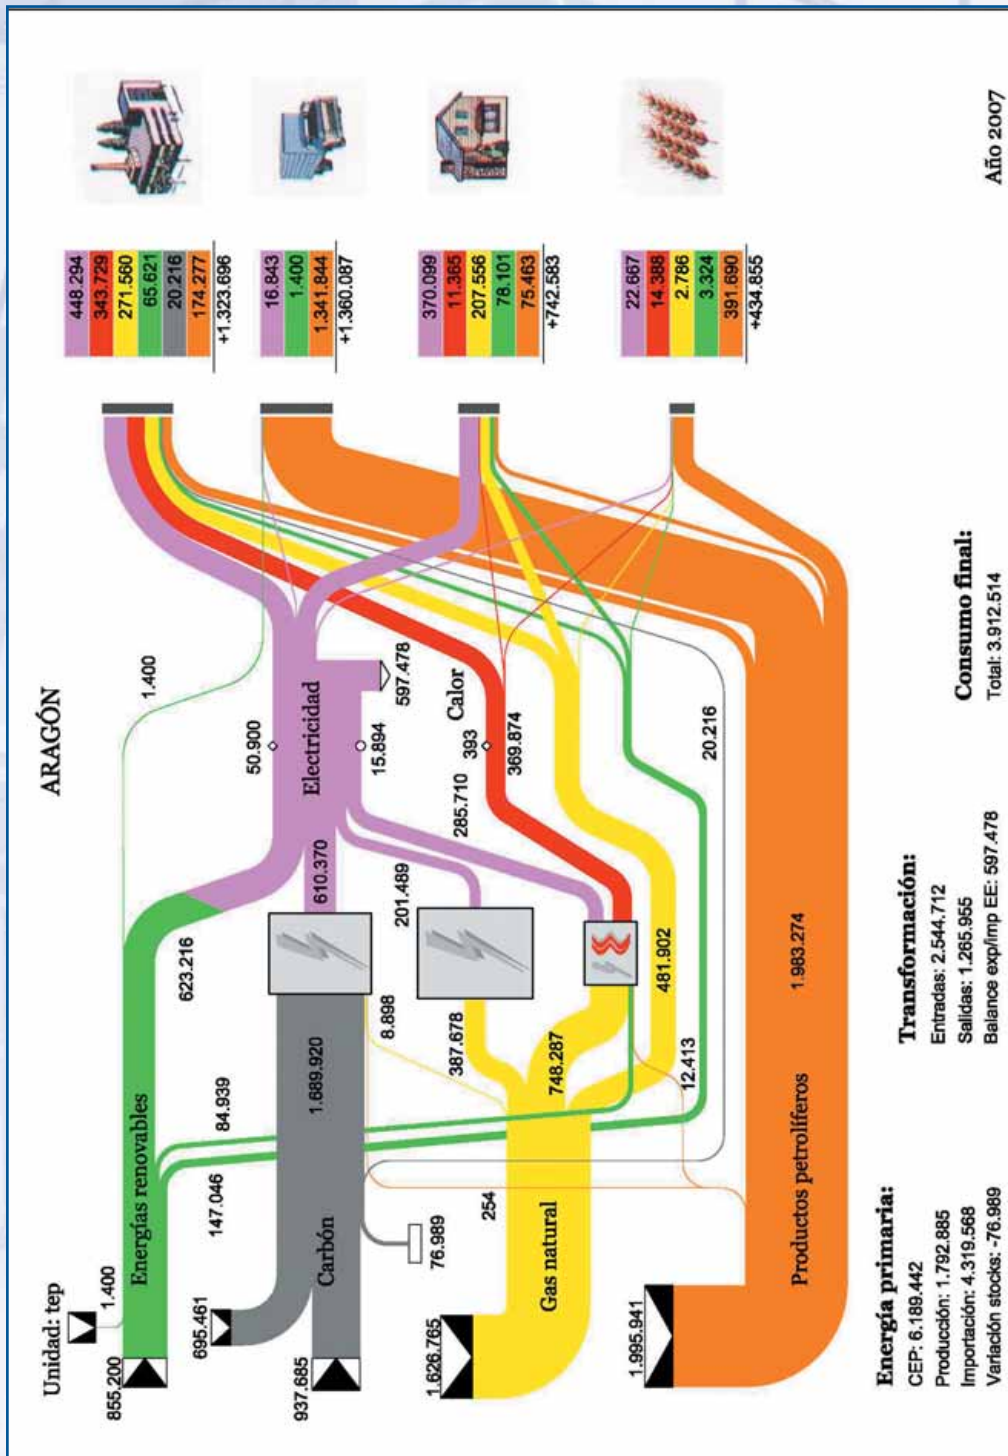 ARAGÓN
Unidad: tep
1.400
855.200
Energías renovables
623.216
1.400
147.046
84.939
695.461
937.685
Carbón
1.689.920
610.370
Electricidad
50.900
15.894
597.478
76.989
8.898
201.489
285.710
Calor
393
369.874
1.626.765
Gas natural
254
387.678
748.287
481.902
12.413
20.216
1.995.941
Productos petrolíferos
1.983.274
448.294
343.729
271.560
65.621
20.216
174.277
+1.323.696
16.843
1.400
1.341.844
+1.360.087
370.099
11.365
207.556
78.101
75.463
+742.583
22.667
14.388
2.786
3.324
391.690
+434.855
Energía primaria:
CEP: 6.189.442
Producción: 1.792.885
Importación: 4.319.568
Variación stocks: -76.989
Transformación:
Entradas: 2.544.712
Salidas: 1.265.955
Balance exp/imp EE: 597.478
Consumo final:
Total: 3.912.514
Año 2007